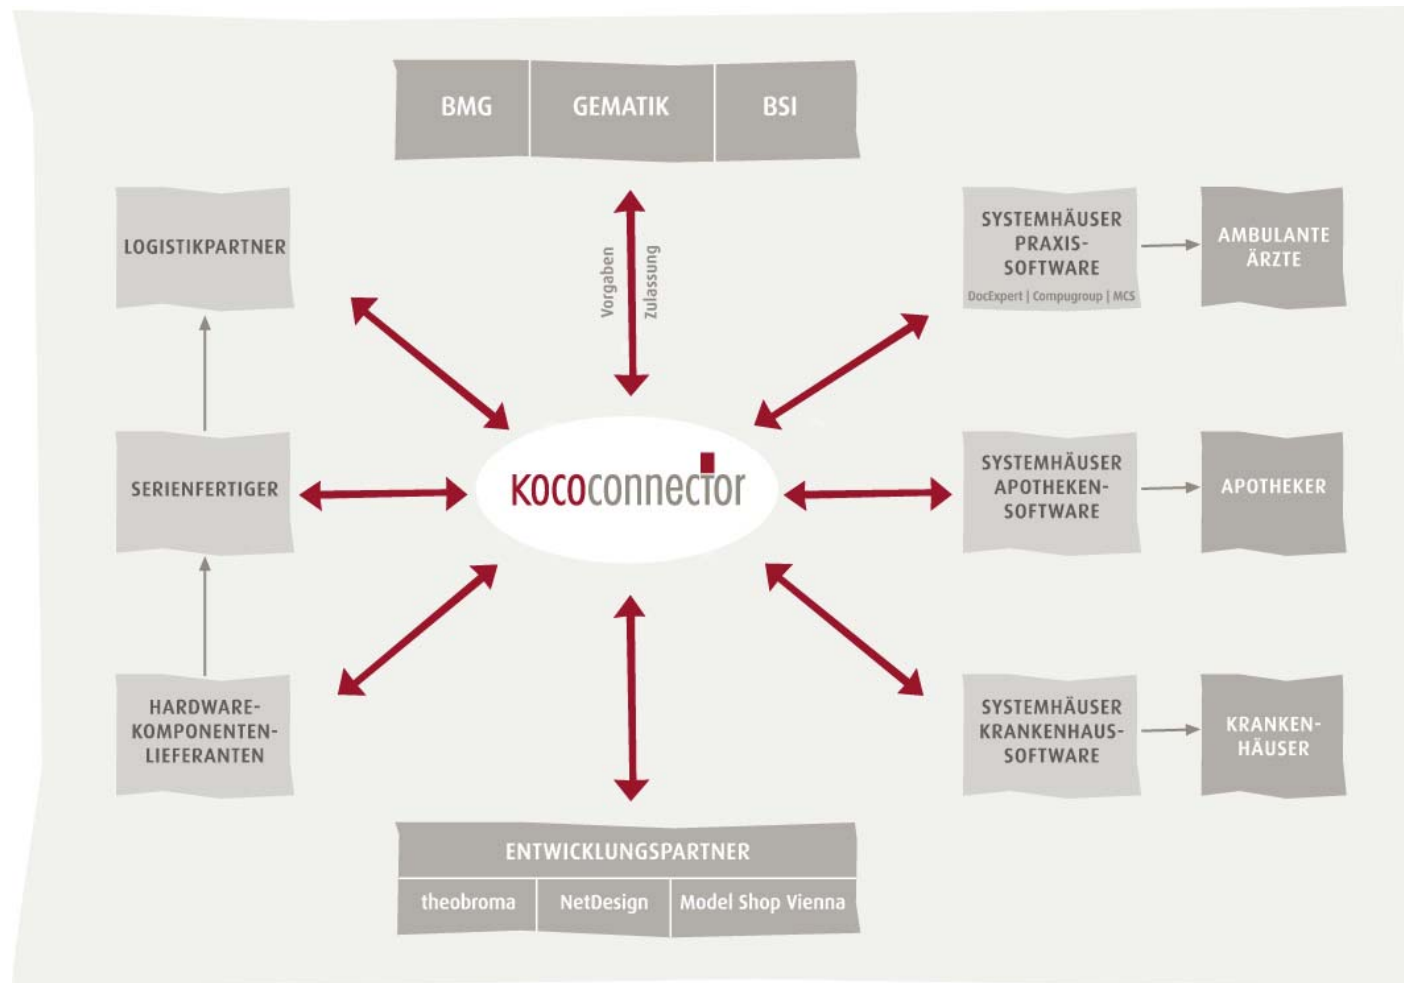 BMG
GEMATIK
BSI
LOGISTIKPARTNER
Vorgaben
zulassung
SYSTEMHÄUSER
PRAXIS-
SOFTWARE
DocExpert | Compugroup | MCS
AMBULANTE
ÄRZTE
SERIENFERTIGER
KOCOCONNECTOR
SYSTEMHÄUSER
APOTHEKEN-
SOFTWARE
APOTHEKER
HARDWARE-
KOMPONENTEN-
LIEFERANTEN
SYSTEMHÄUSER
KRANKENHAUS-
SOFTWARE
KRANKEN-
HÄUSER
ENTWICKLUNGSPARTNER
theobroma
NetDesign
Model Shop Vienna